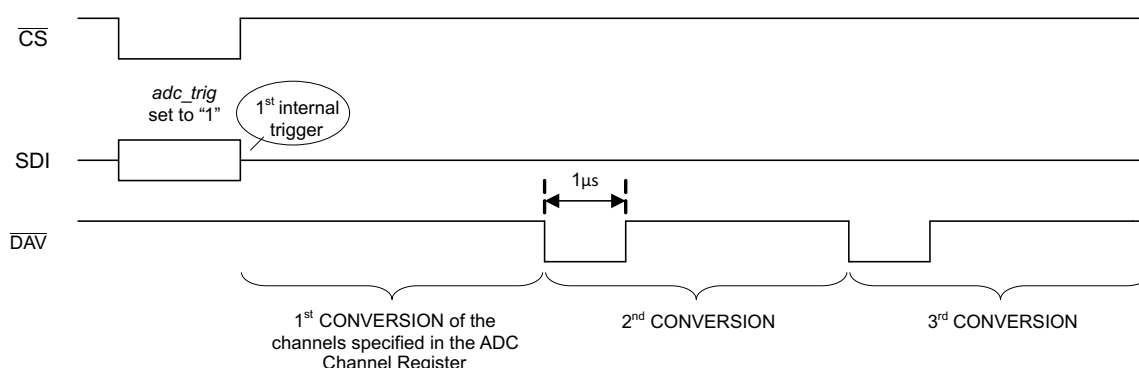 CS
adc_trig
set to “1”
1st internal
trigger
SDI
1μs
DAV
1st CONVERSION of the
channels specified in the ADC
Channel Register
2nd CONVERSION
3rd CONVERSION